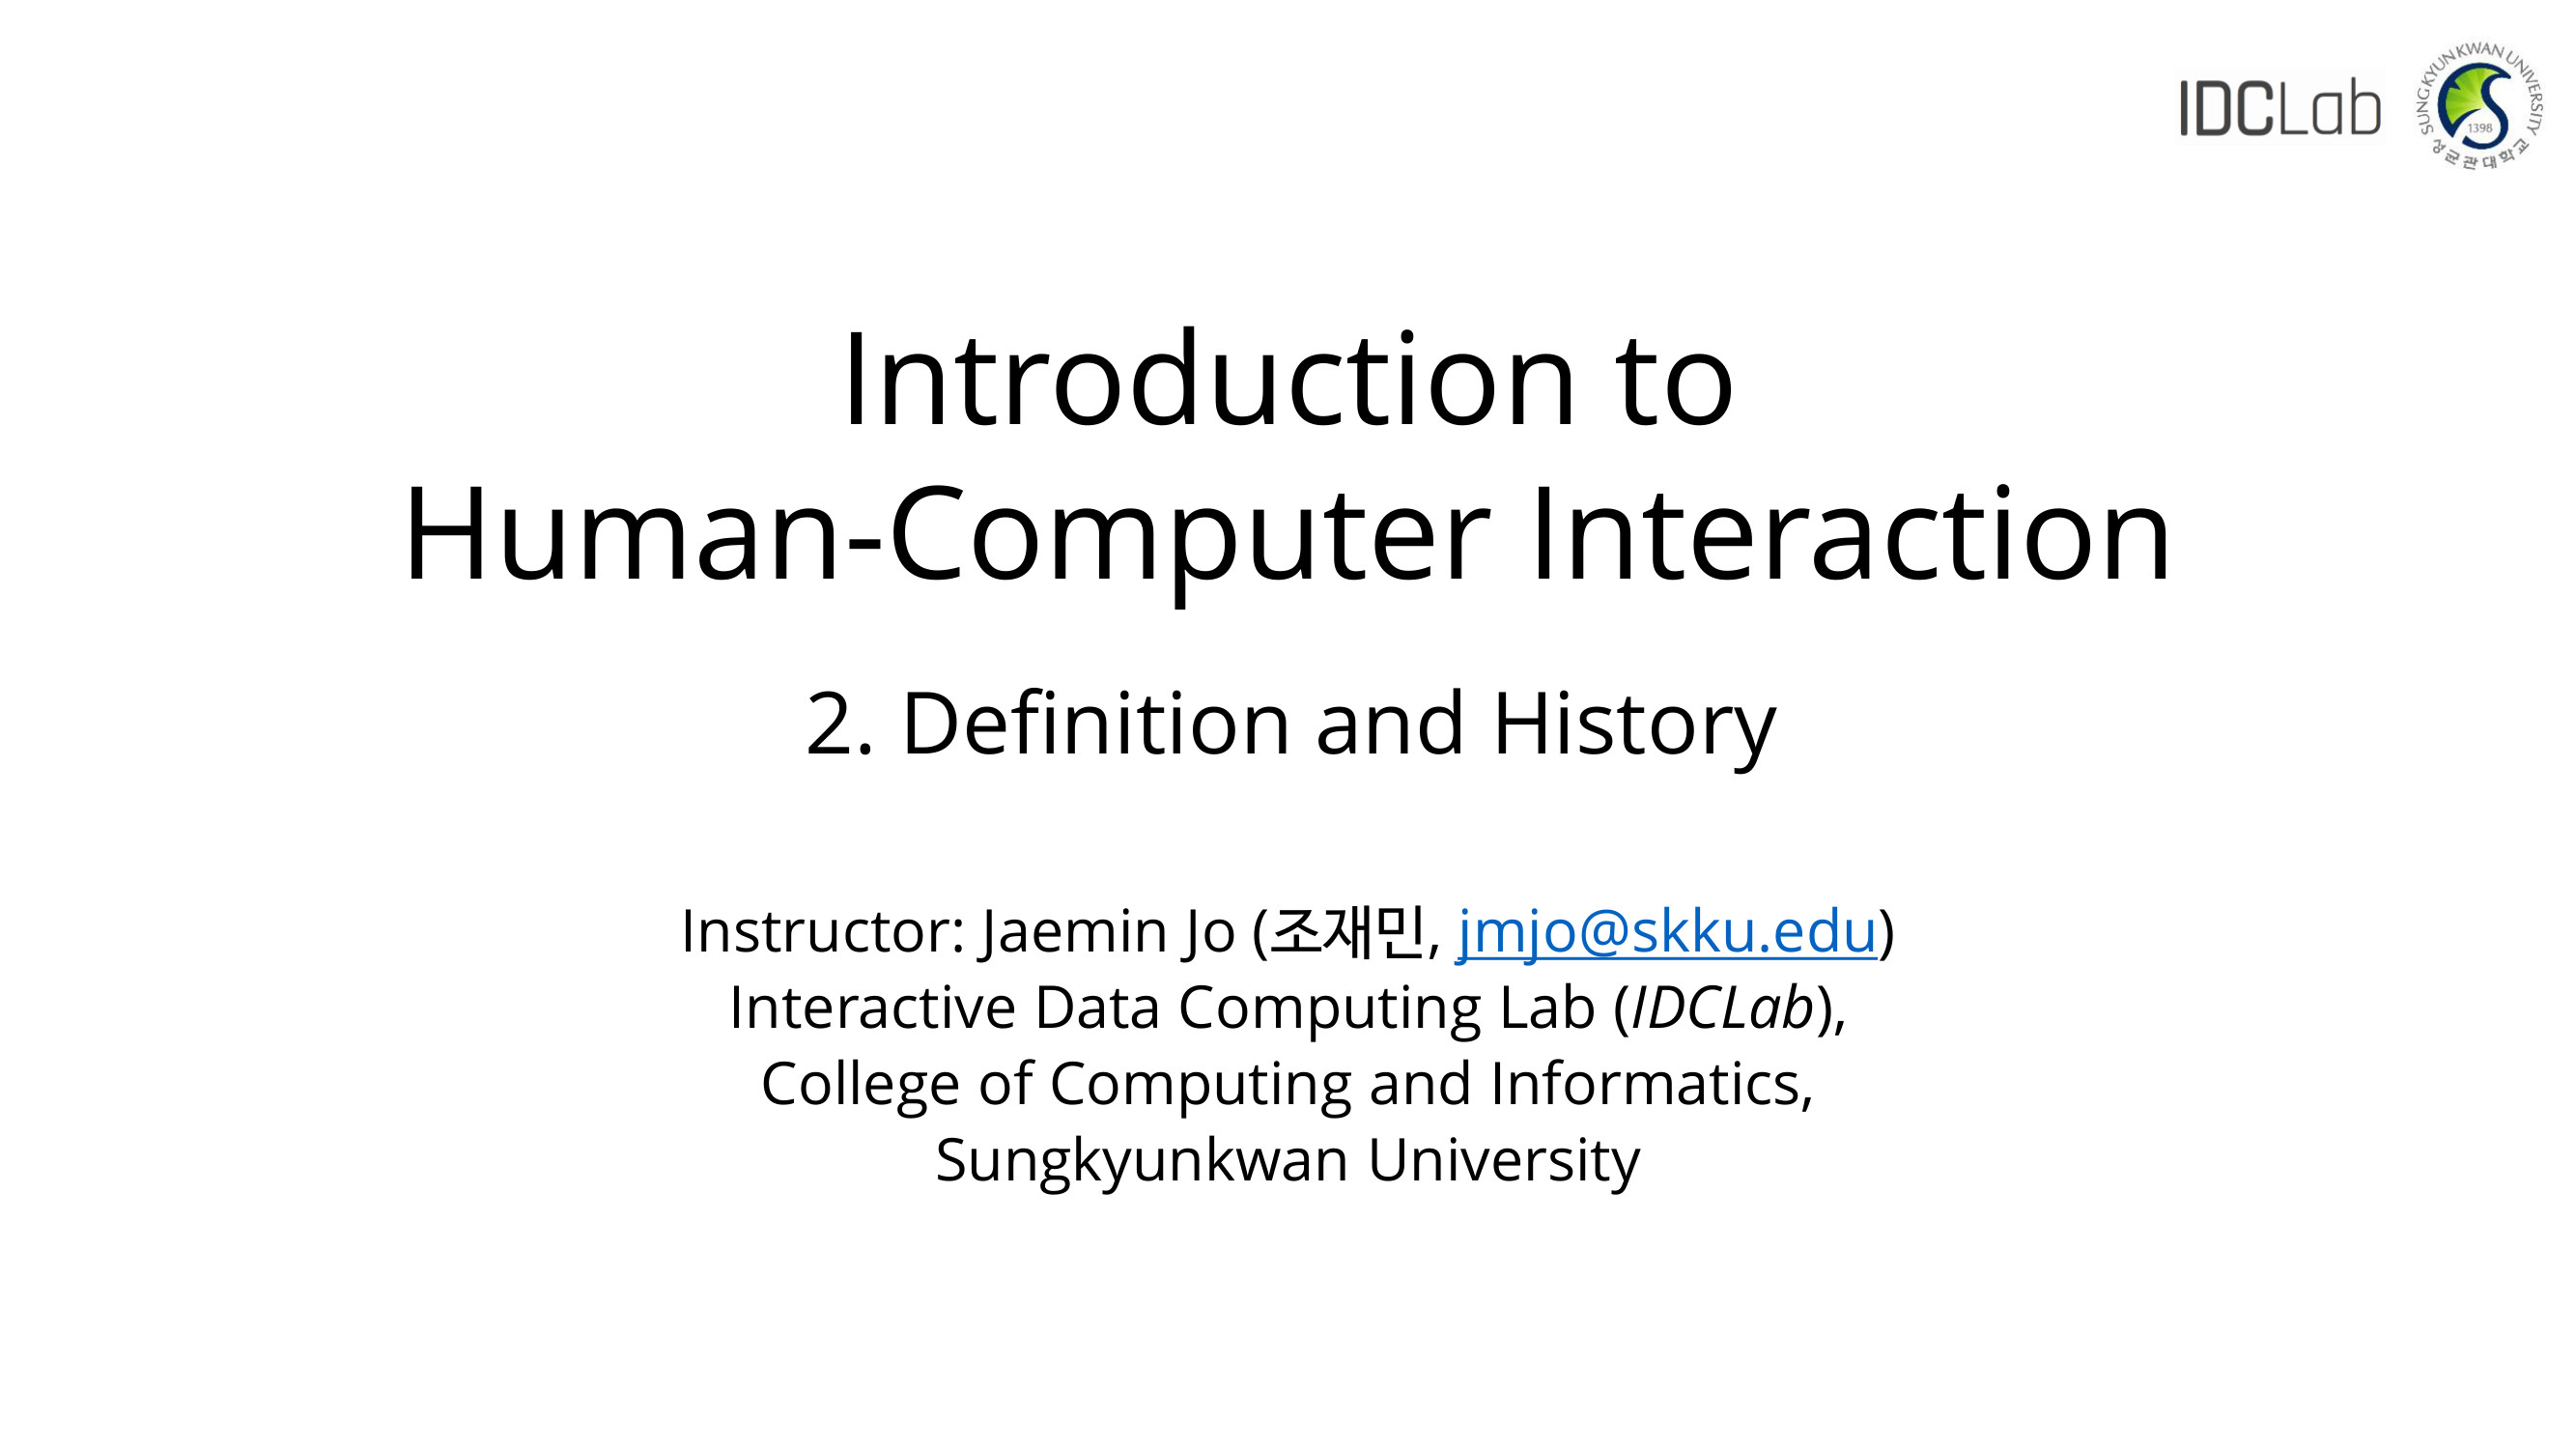 IDCLab
SUNGKYUNKWAN UNIVERSITY
1398
성균관대학교
Introduction to
Human-Computer Interaction
2. Definition and History
Instructor: Jaemin Jo (조재민, jmjo@skku.edu)
Interactive Data Computing Lab (IDCLab),
College of Computing and Informatics,
Sungkyunkwan University